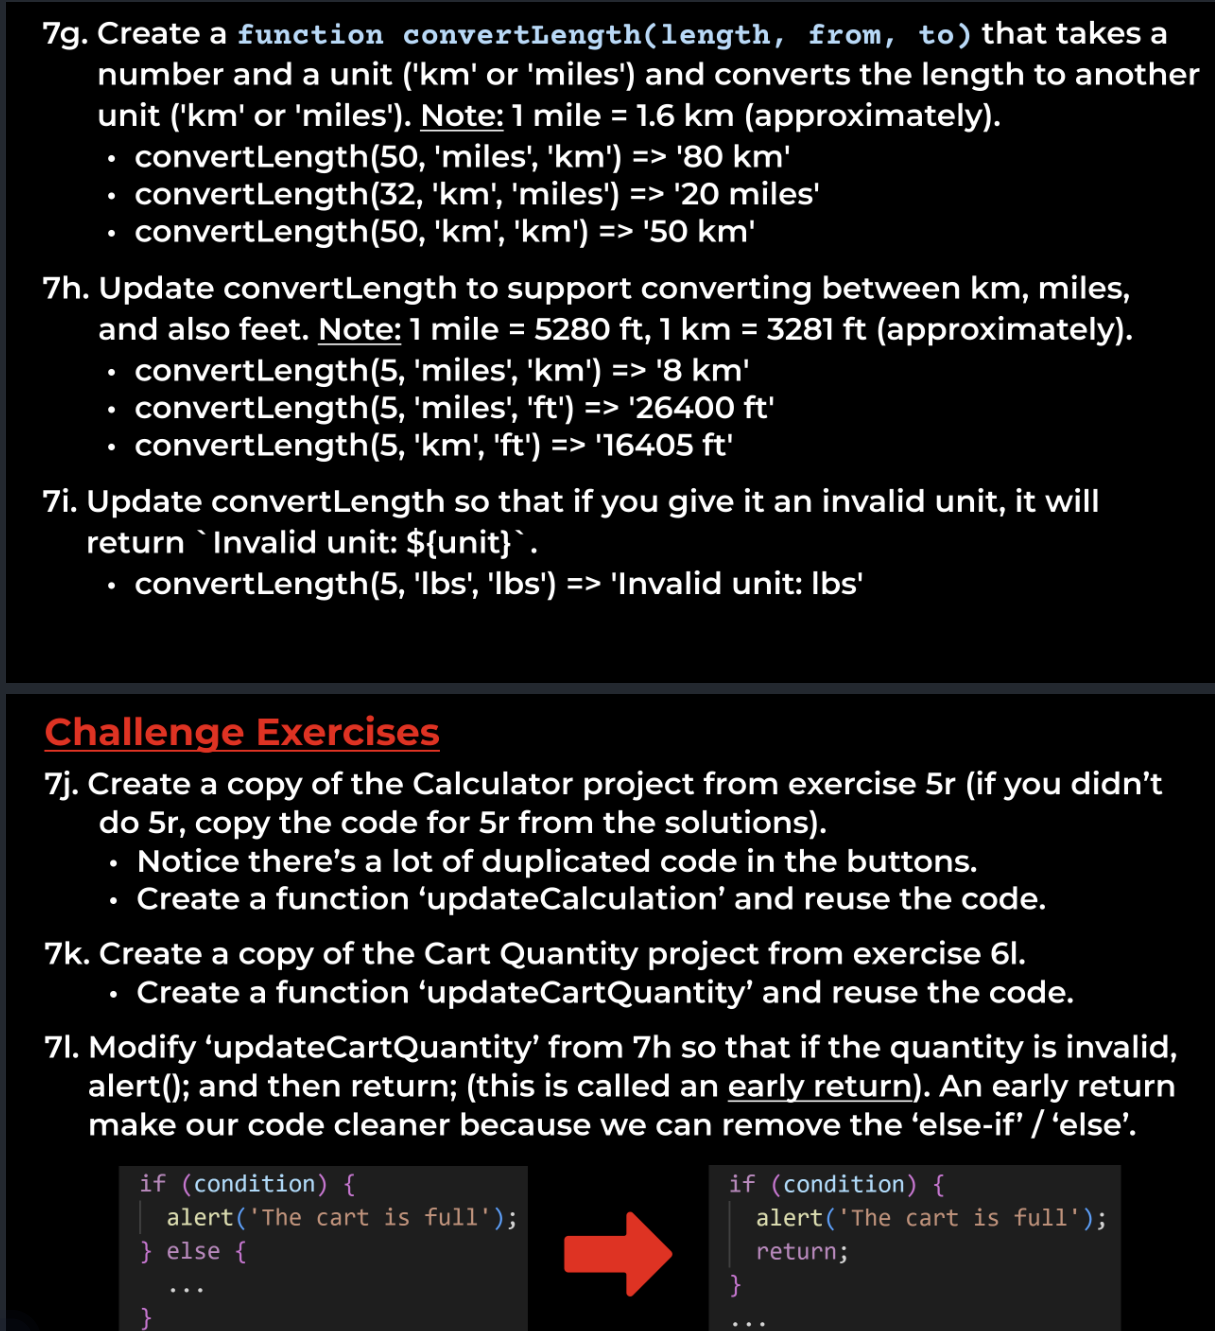 7g. Create a function convertLength(length, from, to) that takes a
number and a unit ('km' or 'miles') and converts the length to another
unit ('km' or 'miles'). Note: 1 mile = 1.6 km (approximately).
• convertLength(50, 'miles', 'km') => '80 km'
• convertLength(32, 'km', 'miles') => '20 miles'
• convertLength(50, 'km', 'km') => '50 km'
7h. Update convertLength to support converting between km, miles,
and also feet. Note: 1 mile = 5280 ft, 1 km = 3281 ft (approximately).
• convertLength(5, 'miles', 'km') => '8 km'
• convertLength(5, 'miles', 'ft') => '26400 ft'
• convertLength(5, 'km', 'ft') => '16405 ft'
7i. Update convertLength so that if you give it an invalid unit, it will
return `Invalid unit: ${unit}`.
• convertLength(5, 'lbs', 'lbs') => 'Invalid unit: lbs'
Challenge Exercises
7j. Create a copy of the Calculator project from exercise 5r (if you didn’t
do 5r, copy the code for 5r from the solutions).
• Notice there’s a lot of duplicated code in the buttons.
• Create a function ‘updateCalculation’ and reuse the code.
7k. Create a copy of the Cart Quantity project from exercise 6l.
• Create a function ‘updateCartQuantity’ and reuse the code.
7l. Modify ‘updateCartQuantity’ from 7h so that if the quantity is invalid,
alert(); and then return; (this is called an early return). An early return
make our code cleaner because we can remove the ‘else-if’ / ‘else’.
if (condition) {
alert('The cart is full');
} else {
...
}
if (condition) {
alert('The cart is full');
return;
}
...